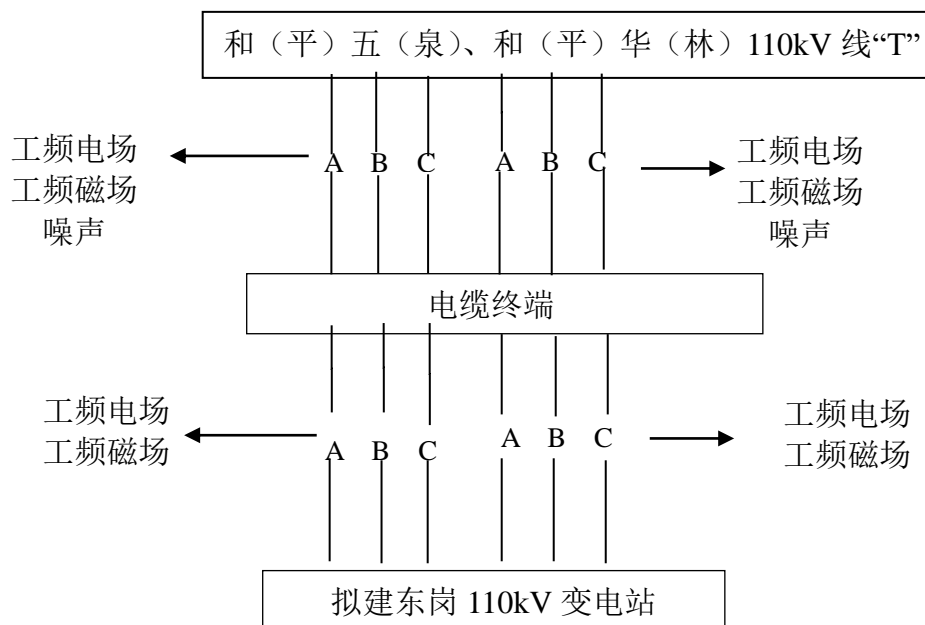 和（平）五（泉）、和（平）华（林）110kV 线“T”
工频电场
工频磁场
噪声
A B C A B C
工频电场
工频磁场
噪声
电缆终端
工频电场
工频磁场
A B C A B C
工频电场
工频磁场
拟建东岗 110kV 变电站